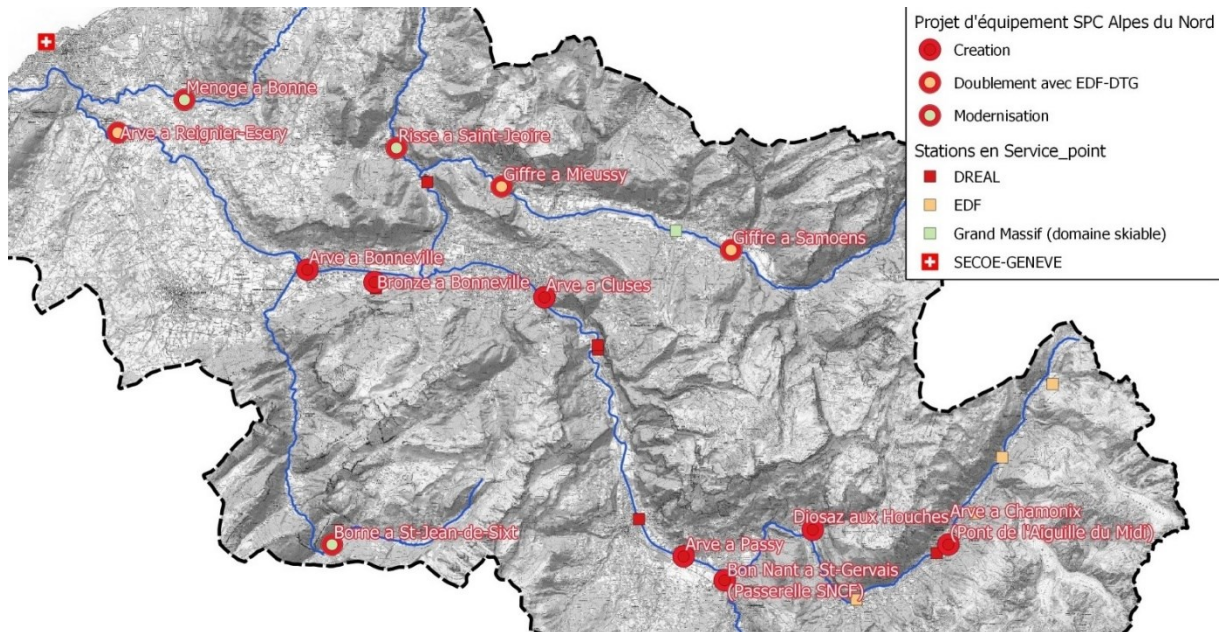 Projet d'équipement SPC Alpes du Nord
Creation
Doublement avec EDF-DTG
Modernisation
Stations en Service_point
DREAL
EDF
Grand Massif (domaine skiable)
SECOE-GENEVE
Menoge a Bonne
Arve a Reignier-Esery
Risse a Saint-Jeoire
Giffre a Mieussy
Giffre a Samoens
Arve a Bonneville
Bronze a Bonneville
Arve a Cluses
Borne a St-Jean-de-Sixt
Diosaz aux Houches
Arve a Chamonix
(Pont de l'Aiguille du Midi)
Arve a Passy
Bon Nant a St-Gervais
(Passerelle SNCF)